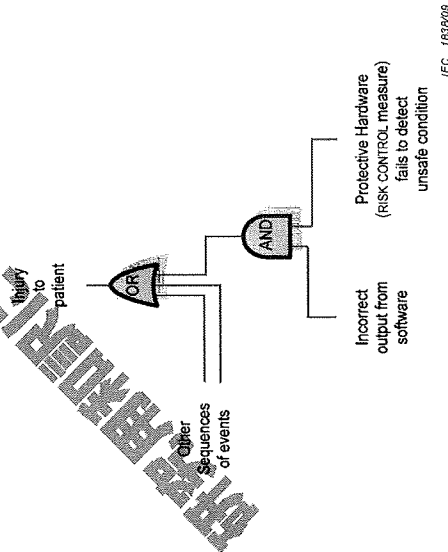 Injury
to
patient
OR
Other
Sequences
of events
AND
Incorrect
output from
software
Protective Hardware
(RISK CONTROL measure)
fails to detect
unsafe condition
IEC 1838/09